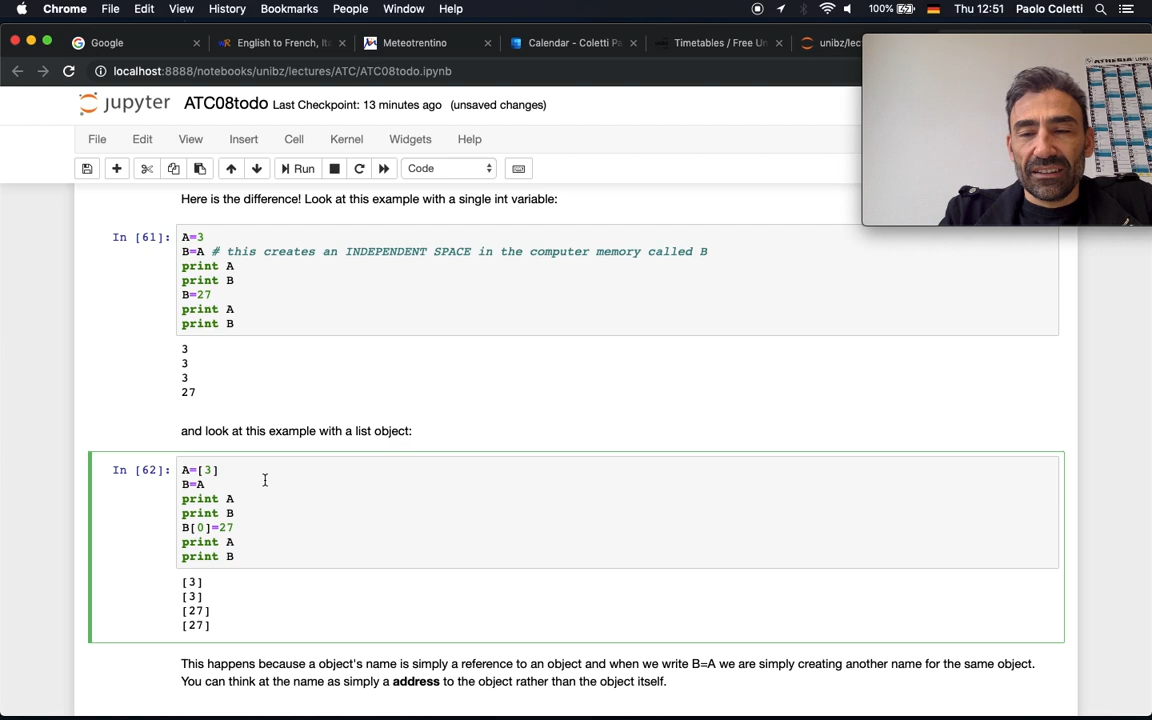 Chrome File Edit View History Bookmarks People Window Help 100% Thu 12:51 Paolo Coletti
Google English to French, Ita Meteotrentino Calendar - Coletti Pa Timetables / Free Un unibz/lec
localhost:8888/notebooks/unibz/lectures/ATC/ATC08todo.ipynb
jupyter ATC08todo Last Checkpoint: 13 minutes ago (unsaved changes)
File Edit View Insert Cell Kernel Widgets Help
Run Code
Here is the difference! Look at this example with a single int variable:
In [61]: A=3
B=A # this creates an INDEPENDENT SPACE in the computer memory called B
print A
print B
B=27
print A
print B
3
3
3
27
and look at this example with a list object:
In [62]: A=[3]
B=A
print A
print B
B[0]=27
print A
print B
[3]
[3]
[27]
[27]
This happens because a object's name is simply a reference to an object and when we write B=A we are simply creating another name for the same object.
You can think at the name as simply a address to the object rather than the object itself.